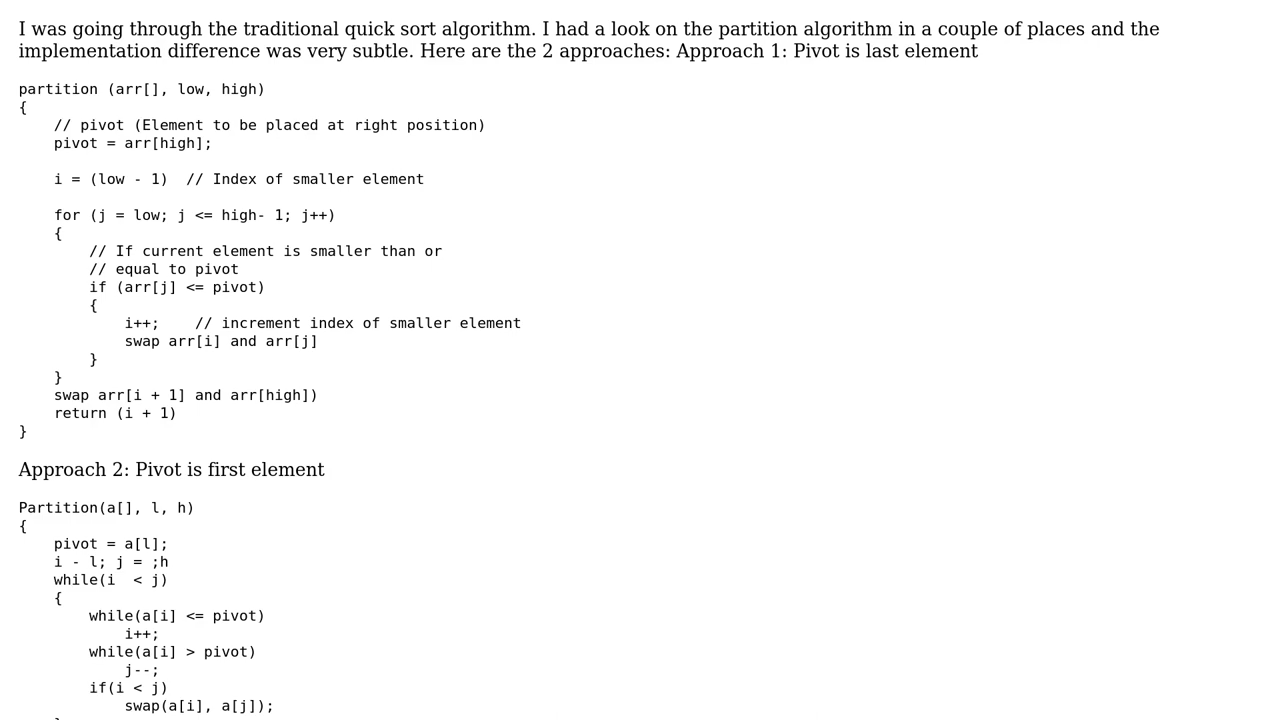 I was going through the traditional quick sort algorithm. I had a look on the partition algorithm in a couple of places and the
implementation difference was very subtle. Here are the 2 approaches: Approach 1: Pivot is last element
partition (arr[], low, high)
{
    // pivot (Element to be placed at right position)
    pivot = arr[high];
    i = (low - 1)  // Index of smaller element
    for (j = low; j <= high- 1; j++)
    {
        // If current element is smaller than or
        // equal to pivot
        if (arr[j] <= pivot)
        {
            i++;    // increment index of smaller element
            swap arr[i] and arr[j]
        }
    }
    swap arr[i + 1] and arr[high])
    return (i + 1)
}
Approach 2: Pivot is first element
Partition(a[], l, h)
{
    pivot = a[l];
    i - l; j = ;h
    while(i  < j)
    {
        while(a[i] <= pivot)
            i++;
        while(a[i] > pivot)
            j--;
        if(i < j)
            swap(a[i], a[j]);